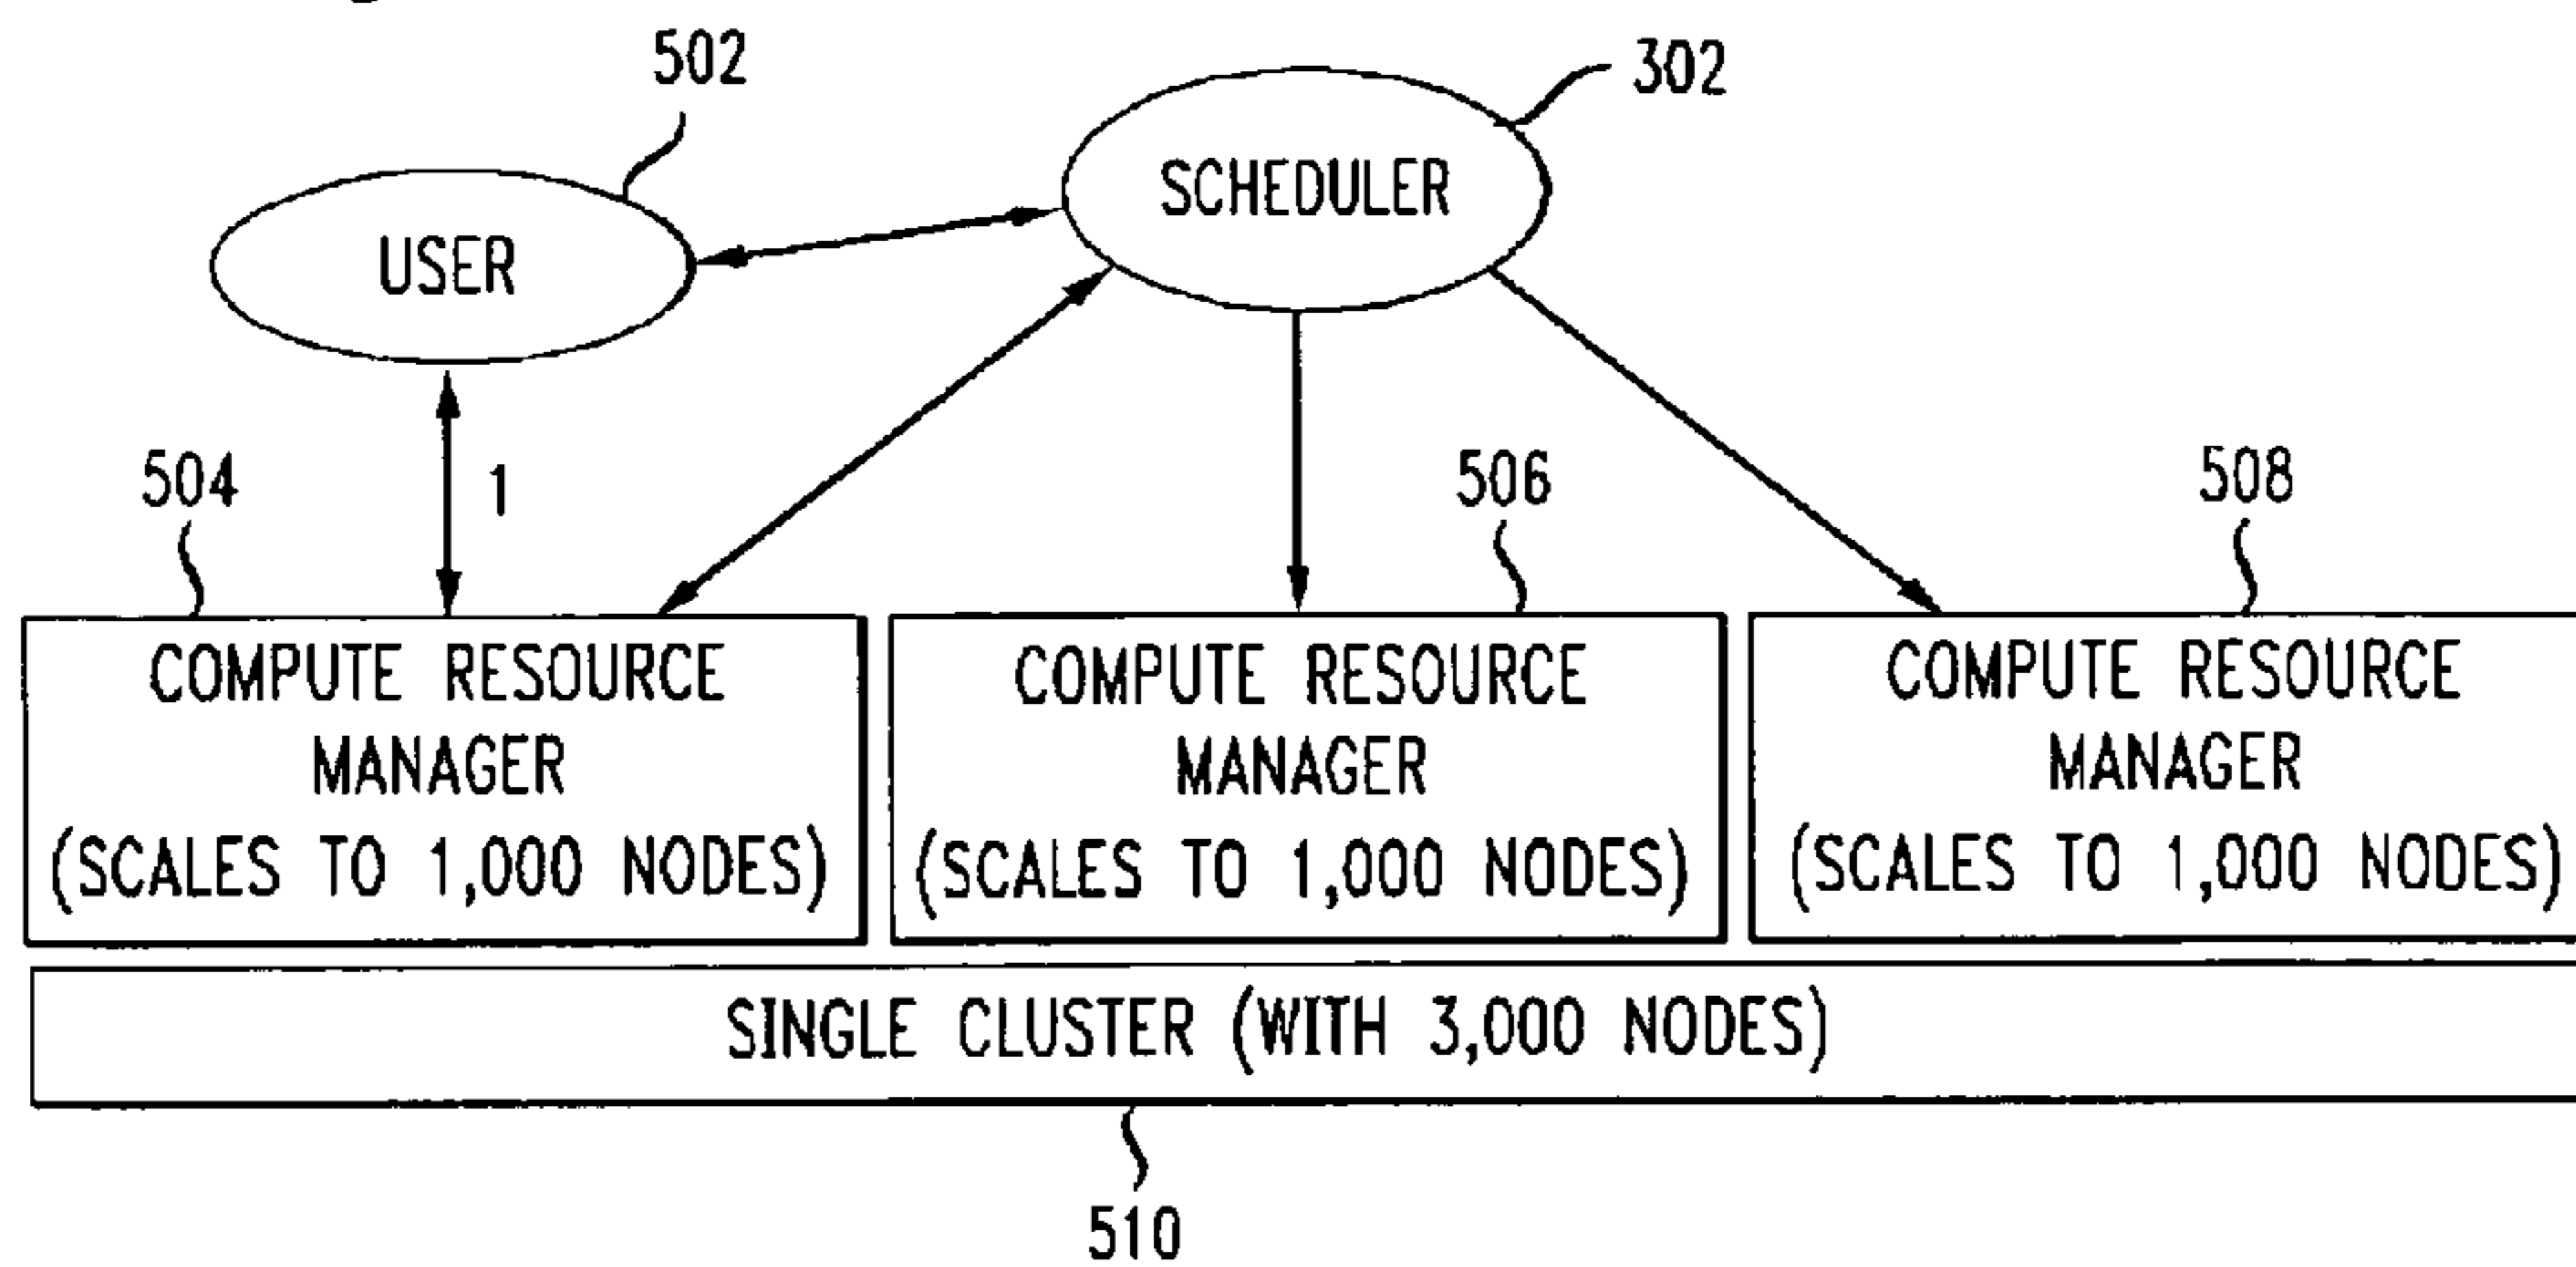 502
302
SCHEDULER
USER
504
1
506
508
COMPUTE RESOURCE
MANAGER
(SCALES TO 1,000 NODES)
COMPUTE RESOURCE
MANAGER
(SCALES TO 1,000 NODES)
COMPUTE RESOURCE
MANAGER
(SCALES TO 1,000 NODES)
SINGLE CLUSTER (WITH 3,000 NODES)
510